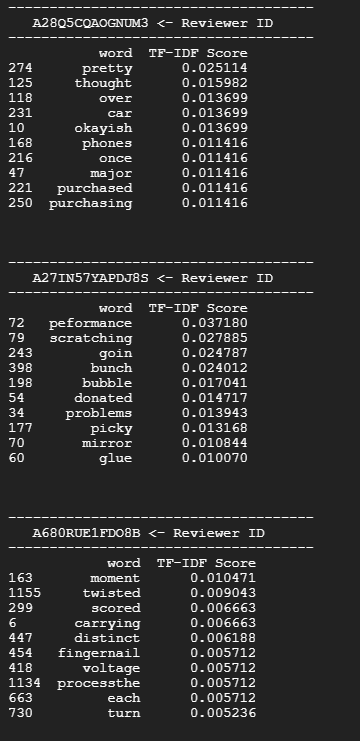 --------------------------------------
A28Q5CQAOGNUM3 <- Reviewer ID
--------------------------------------
word TF-IDF Score
274 pretty 0.025114
125 thought 0.015982
118 over 0.013699
231 car 0.013699
10 okayish 0.013699
168 phones 0.011416
216 once 0.011416
47 major 0.011416
221 purchased 0.011416
250 purchasing 0.011416
--------------------------------------
A27IN57YAPDJ8S <- Reviewer ID
--------------------------------------
word TF-IDF Score
72 peformance 0.037180
79 scratching 0.027885
243 goin 0.024787
398 bunch 0.024012
198 bubble 0.017041
54 donated 0.014717
34 problems 0.013943
177 picky 0.013168
70 mirror 0.010844
60 glue 0.010070
--------------------------------------
A680RUE1FDO8B <- Reviewer ID
--------------------------------------
word TF-IDF Score
163 moment 0.010471
1155 twisted 0.009043
299 scored 0.006663
6 carrying 0.006663
447 distinct 0.006188
454 fingernail 0.005712
418 voltage 0.005712
1134 processthe 0.005712
663 each 0.005712
730 turn 0.005236